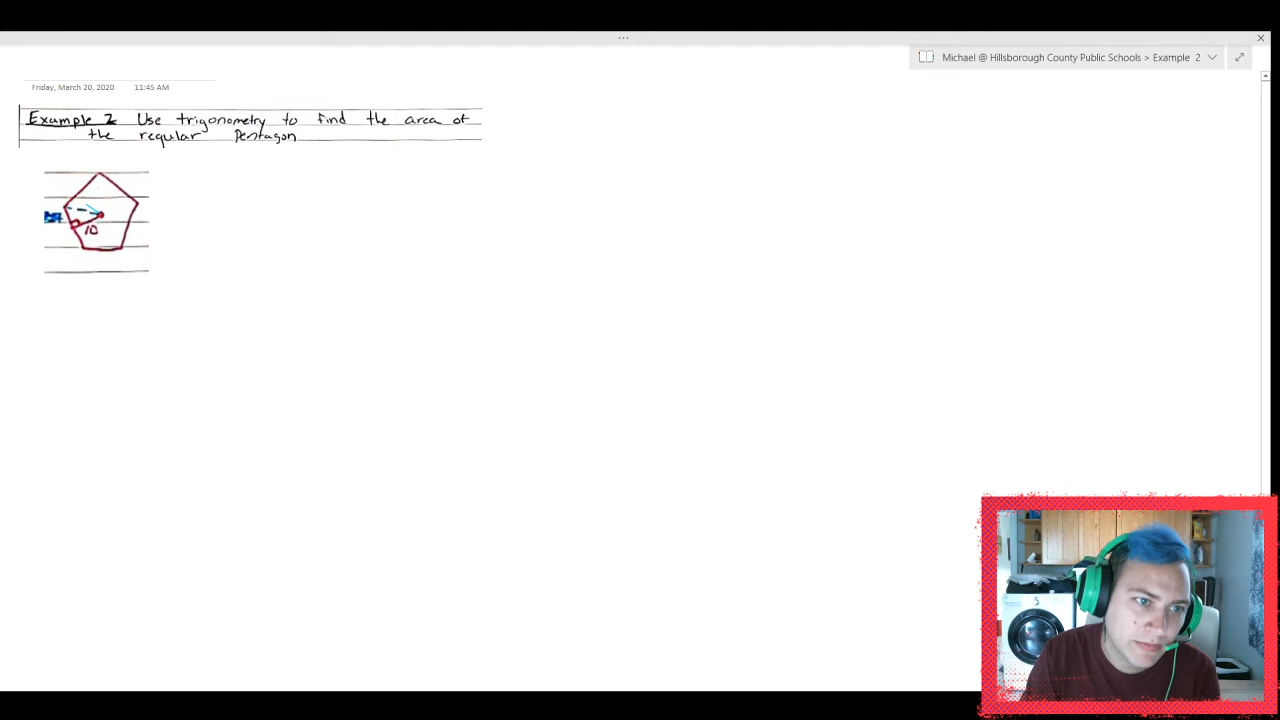 Michael @ Hillsborough County Public Schools > Example 2
Friday, March 20, 2020 11:45 AM
Example 2 Use trigonometry to find the area of
the regular Pentagon
10